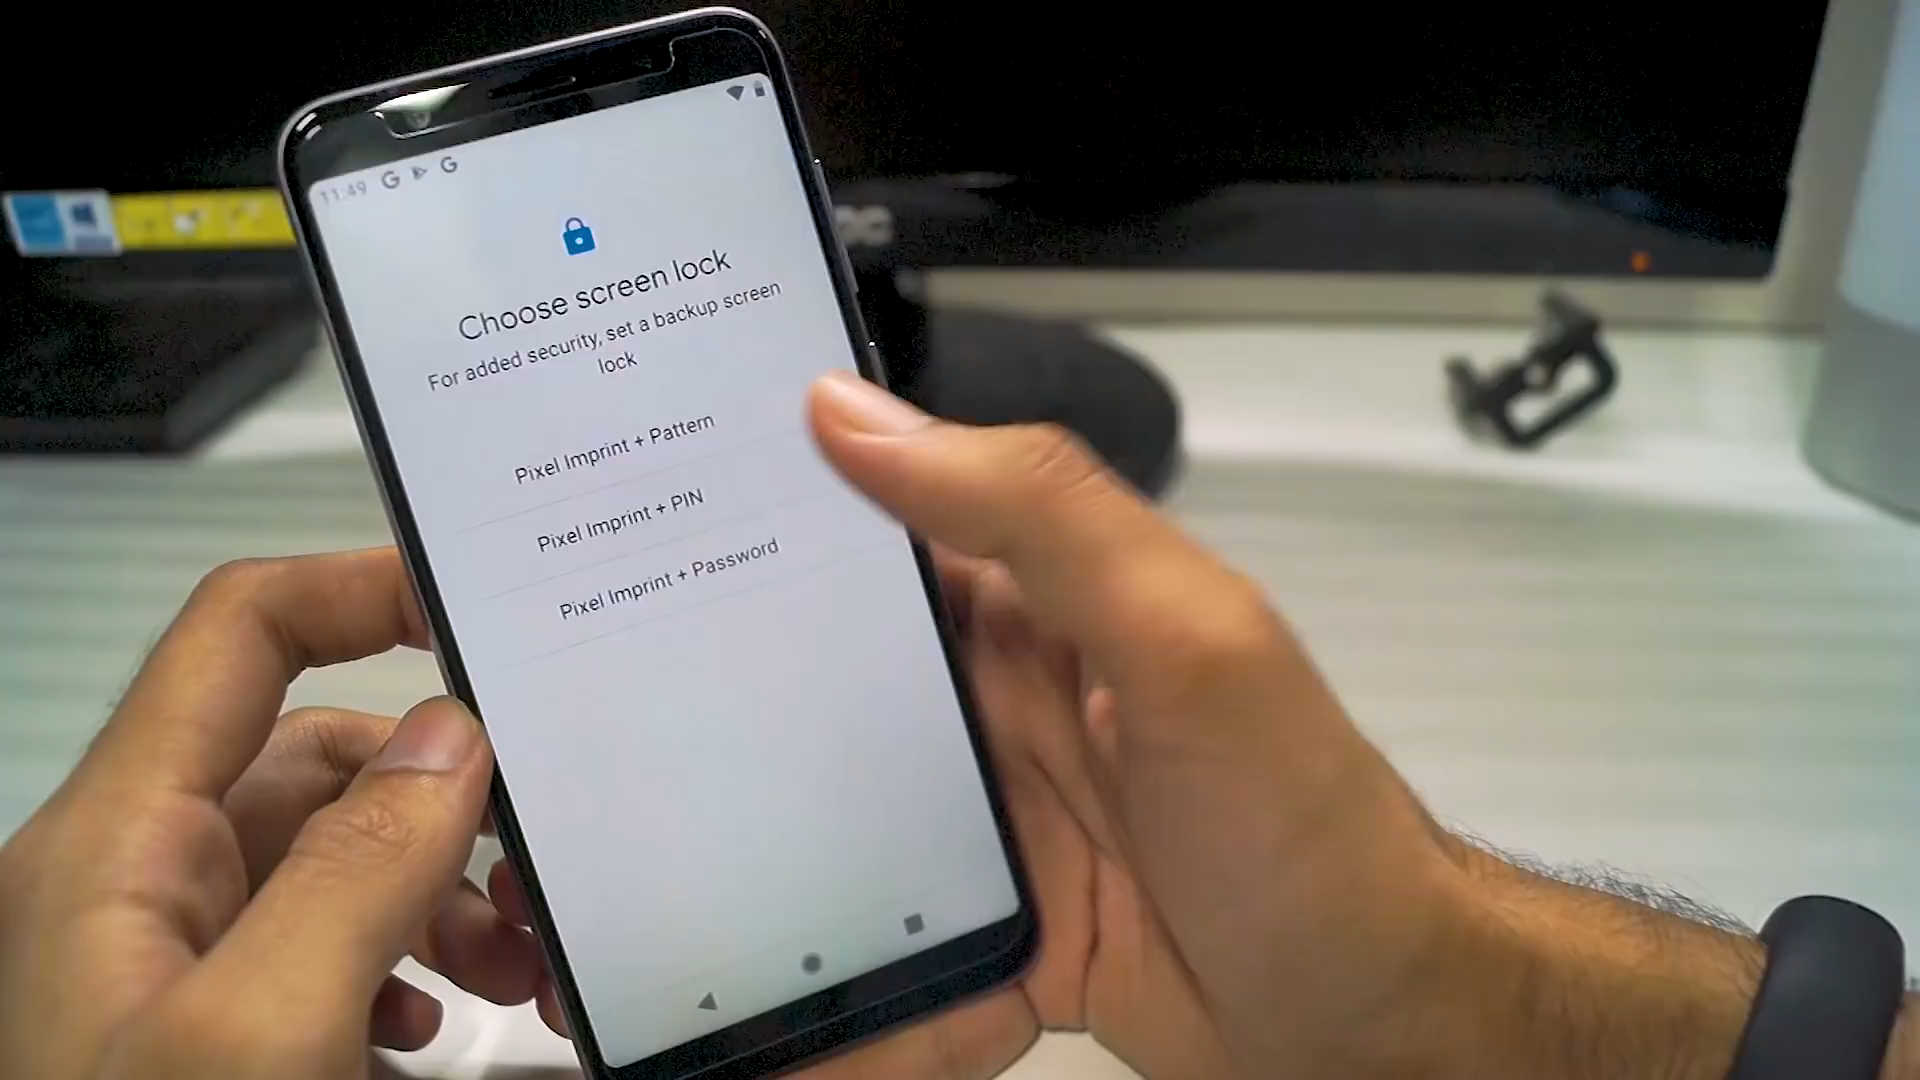 11:49 G G
Choose screen lock
For added security, set a backup screen
lock
Pixel Imprint + Pattern
Pixel Imprint + PIN
Pixel Imprint + Password